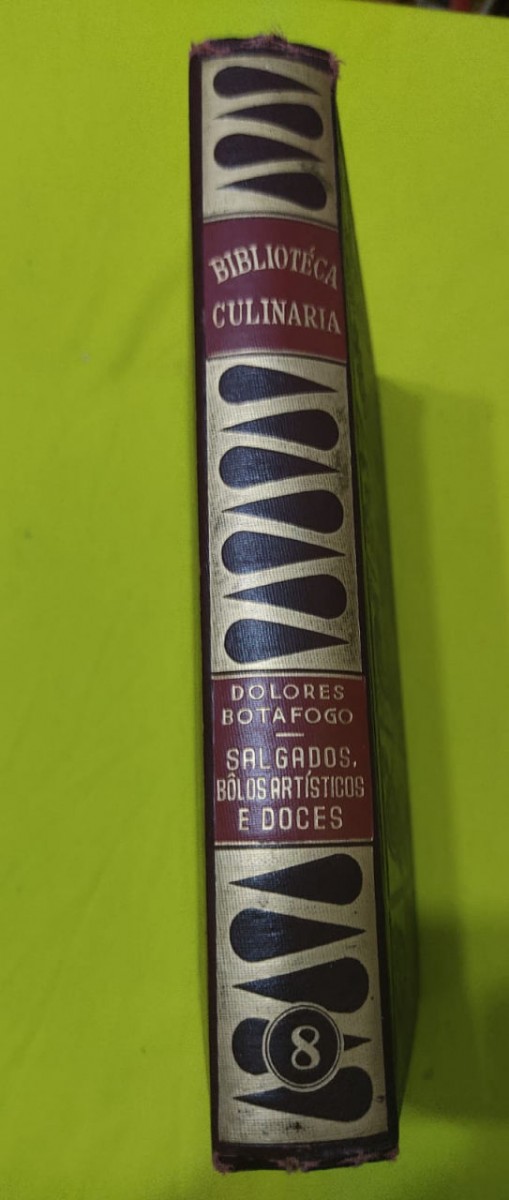 BIBLIOTÉCA
CULINARIA
DOLORES
BOTAFOGO
SALGADOS,
BÔLOS ARTÍSTICOS
E DOCES
8